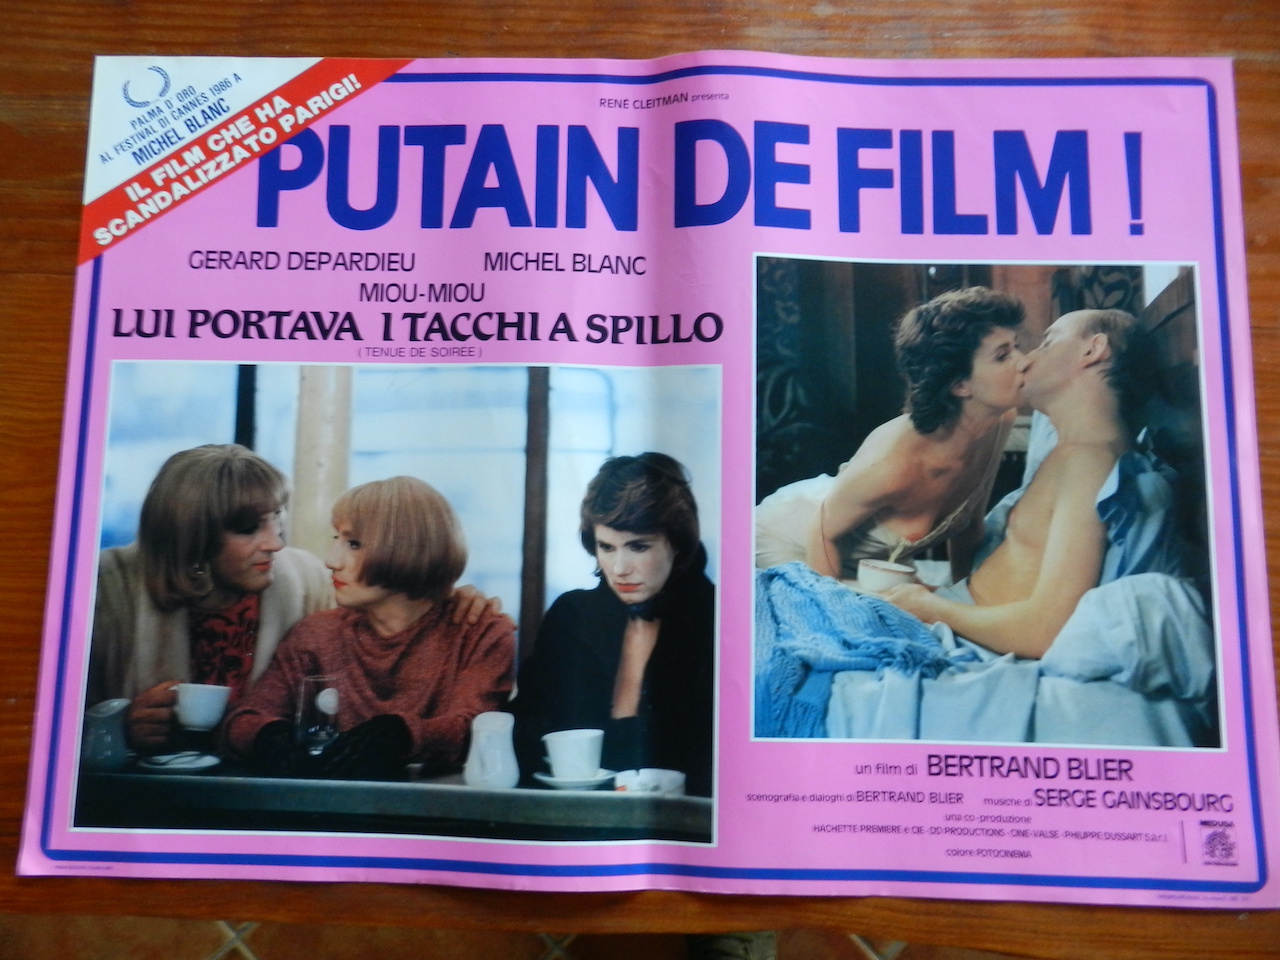 PALMA D'ORO
AL FESTIVAL DI CANNES 1986 A
MICHEL BLANC
IL FILM CHE HA
SCANDALIZZATO PARIGI!
RENÉ CLEITMAN presenta
PUTAIN DE FILM !
GERARD DEPARDIEU MICHEL BLANC
MIOU-MIOU
LUI PORTAVA I TACCHI A SPILLO
(TENUE DE SOIREE)
un film di BERTRAND BLIER
scenografia e dialoghi di BERTRAND BLIER musiche di SERGE GAINSBOURG
una co-produzione
HACHETTE PREMIERE e CIE - DD PRODUCTIONS - CINE-VALSE - PHILIPPE DUSSART S.a.r.l.
colore: FOTOCINEMA
MEDUSA